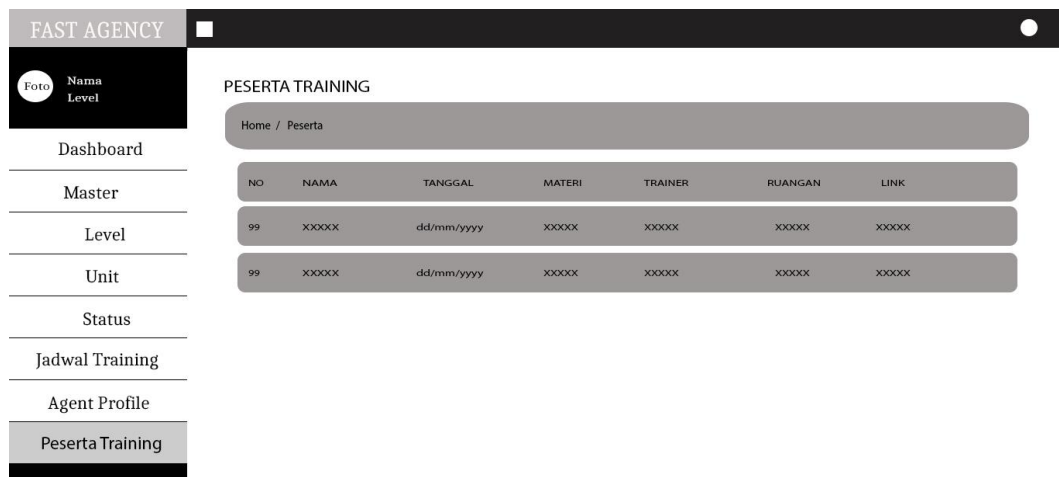 FAST AGENCY
Foto
Nama
Level
Dashboard
Master
Level
Unit
Status
Jadwal Training
Agent Profile
Peserta Training
PESERTA TRAINING
Home / Peserta
NO NAMA TANGGAL MATERI TRAINER RUANGAN LINK
99 XXXXX dd/mm/yyyy XXXXX XXXXX XXXXX XXXXX
99 XXXXX dd/mm/yyyy XXXXX XXXXX XXXXX XXXXX